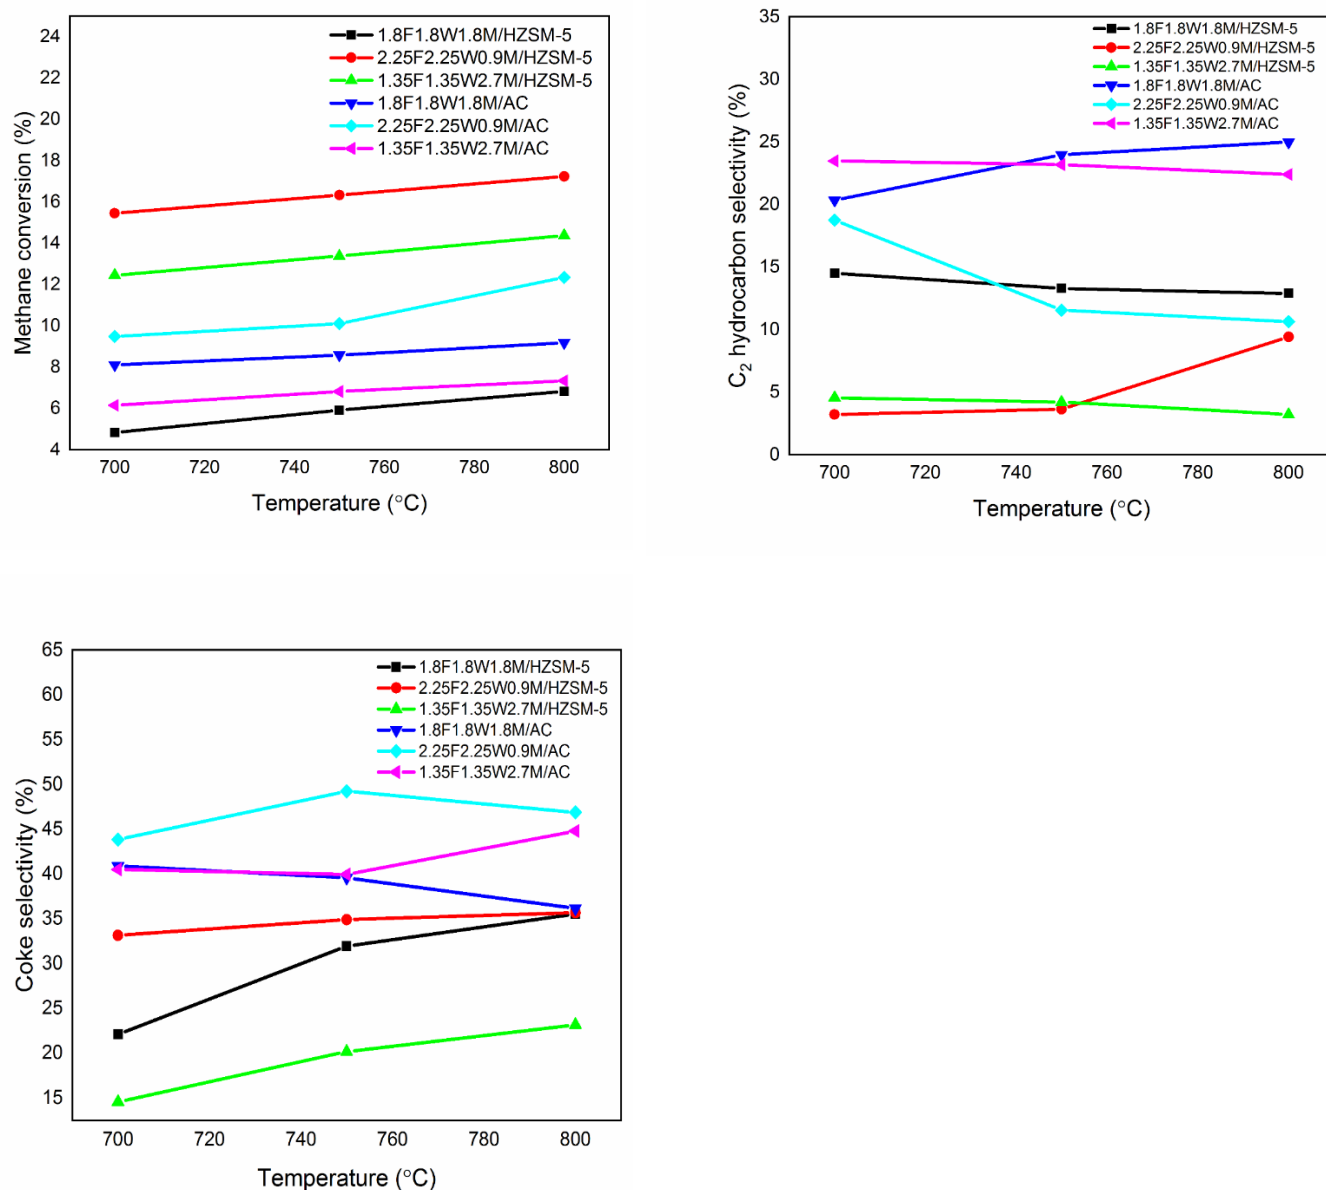 24
22
20
18
16
14
12
10
8
6
4
Methane conversion (%)
1.8F1.8W1.8M/HZSM-5
2.25F2.25W0.9M/HZSM-5
1.35F1.35W2.7M/HZSM-5
1.8F1.8W1.8M/AC
2.25F2.25W0.9M/AC
1.35F1.35W2.7M/AC
700 720 740 760 780 800
Temperature (°C)
35
30
25
20
15
10
5
0
C₂ hydrocarbon selectivity (%)
1.8F1.8W1.8M/HZSM-5
2.25F2.25W0.9M/HZSM-5
1.35F1.35W2.7M/HZSM-5
1.8F1.8W1.8M/AC
2.25F2.25W0.9M/AC
1.35F1.35W2.7M/AC
700 720 740 760 780 800
Temperature (°C)
65
60
55
50
45
40
35
30
25
20
15
Coke selectivity (%)
1.8F1.8W1.8M/HZSM-5
2.25F2.25W0.9M/HZSM-5
1.35F1.35W2.7M/HZSM-5
1.8F1.8W1.8M/AC
2.25F2.25W0.9M/AC
1.35F1.35W2.7M/AC
700 720 740 760 780 800
Temperature (°C)